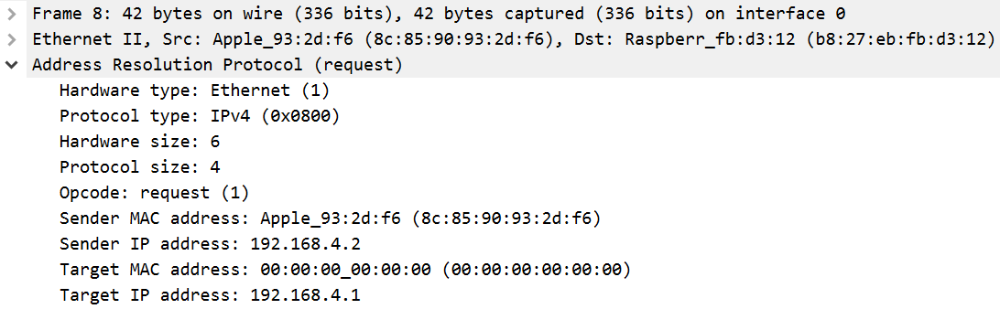 Frame 8: 42 bytes on wire (336 bits), 42 bytes captured (336 bits) on interface 0
Ethernet II, Src: Apple_93:2d:f6 (8c:85:90:93:2d:f6), Dst: Raspberr_fb:d3:12 (b8:27:eb:fb:d3:12)
Address Resolution Protocol (request)
Hardware type: Ethernet (1)
Protocol type: IPv4 (0x0800)
Hardware size: 6
Protocol size: 4
Opcode: request (1)
Sender MAC address: Apple_93:2d:f6 (8c:85:90:93:2d:f6)
Sender IP address: 192.168.4.2
Target MAC address: 00:00:00_00:00:00 (00:00:00:00:00:00)
Target IP address: 192.168.4.1